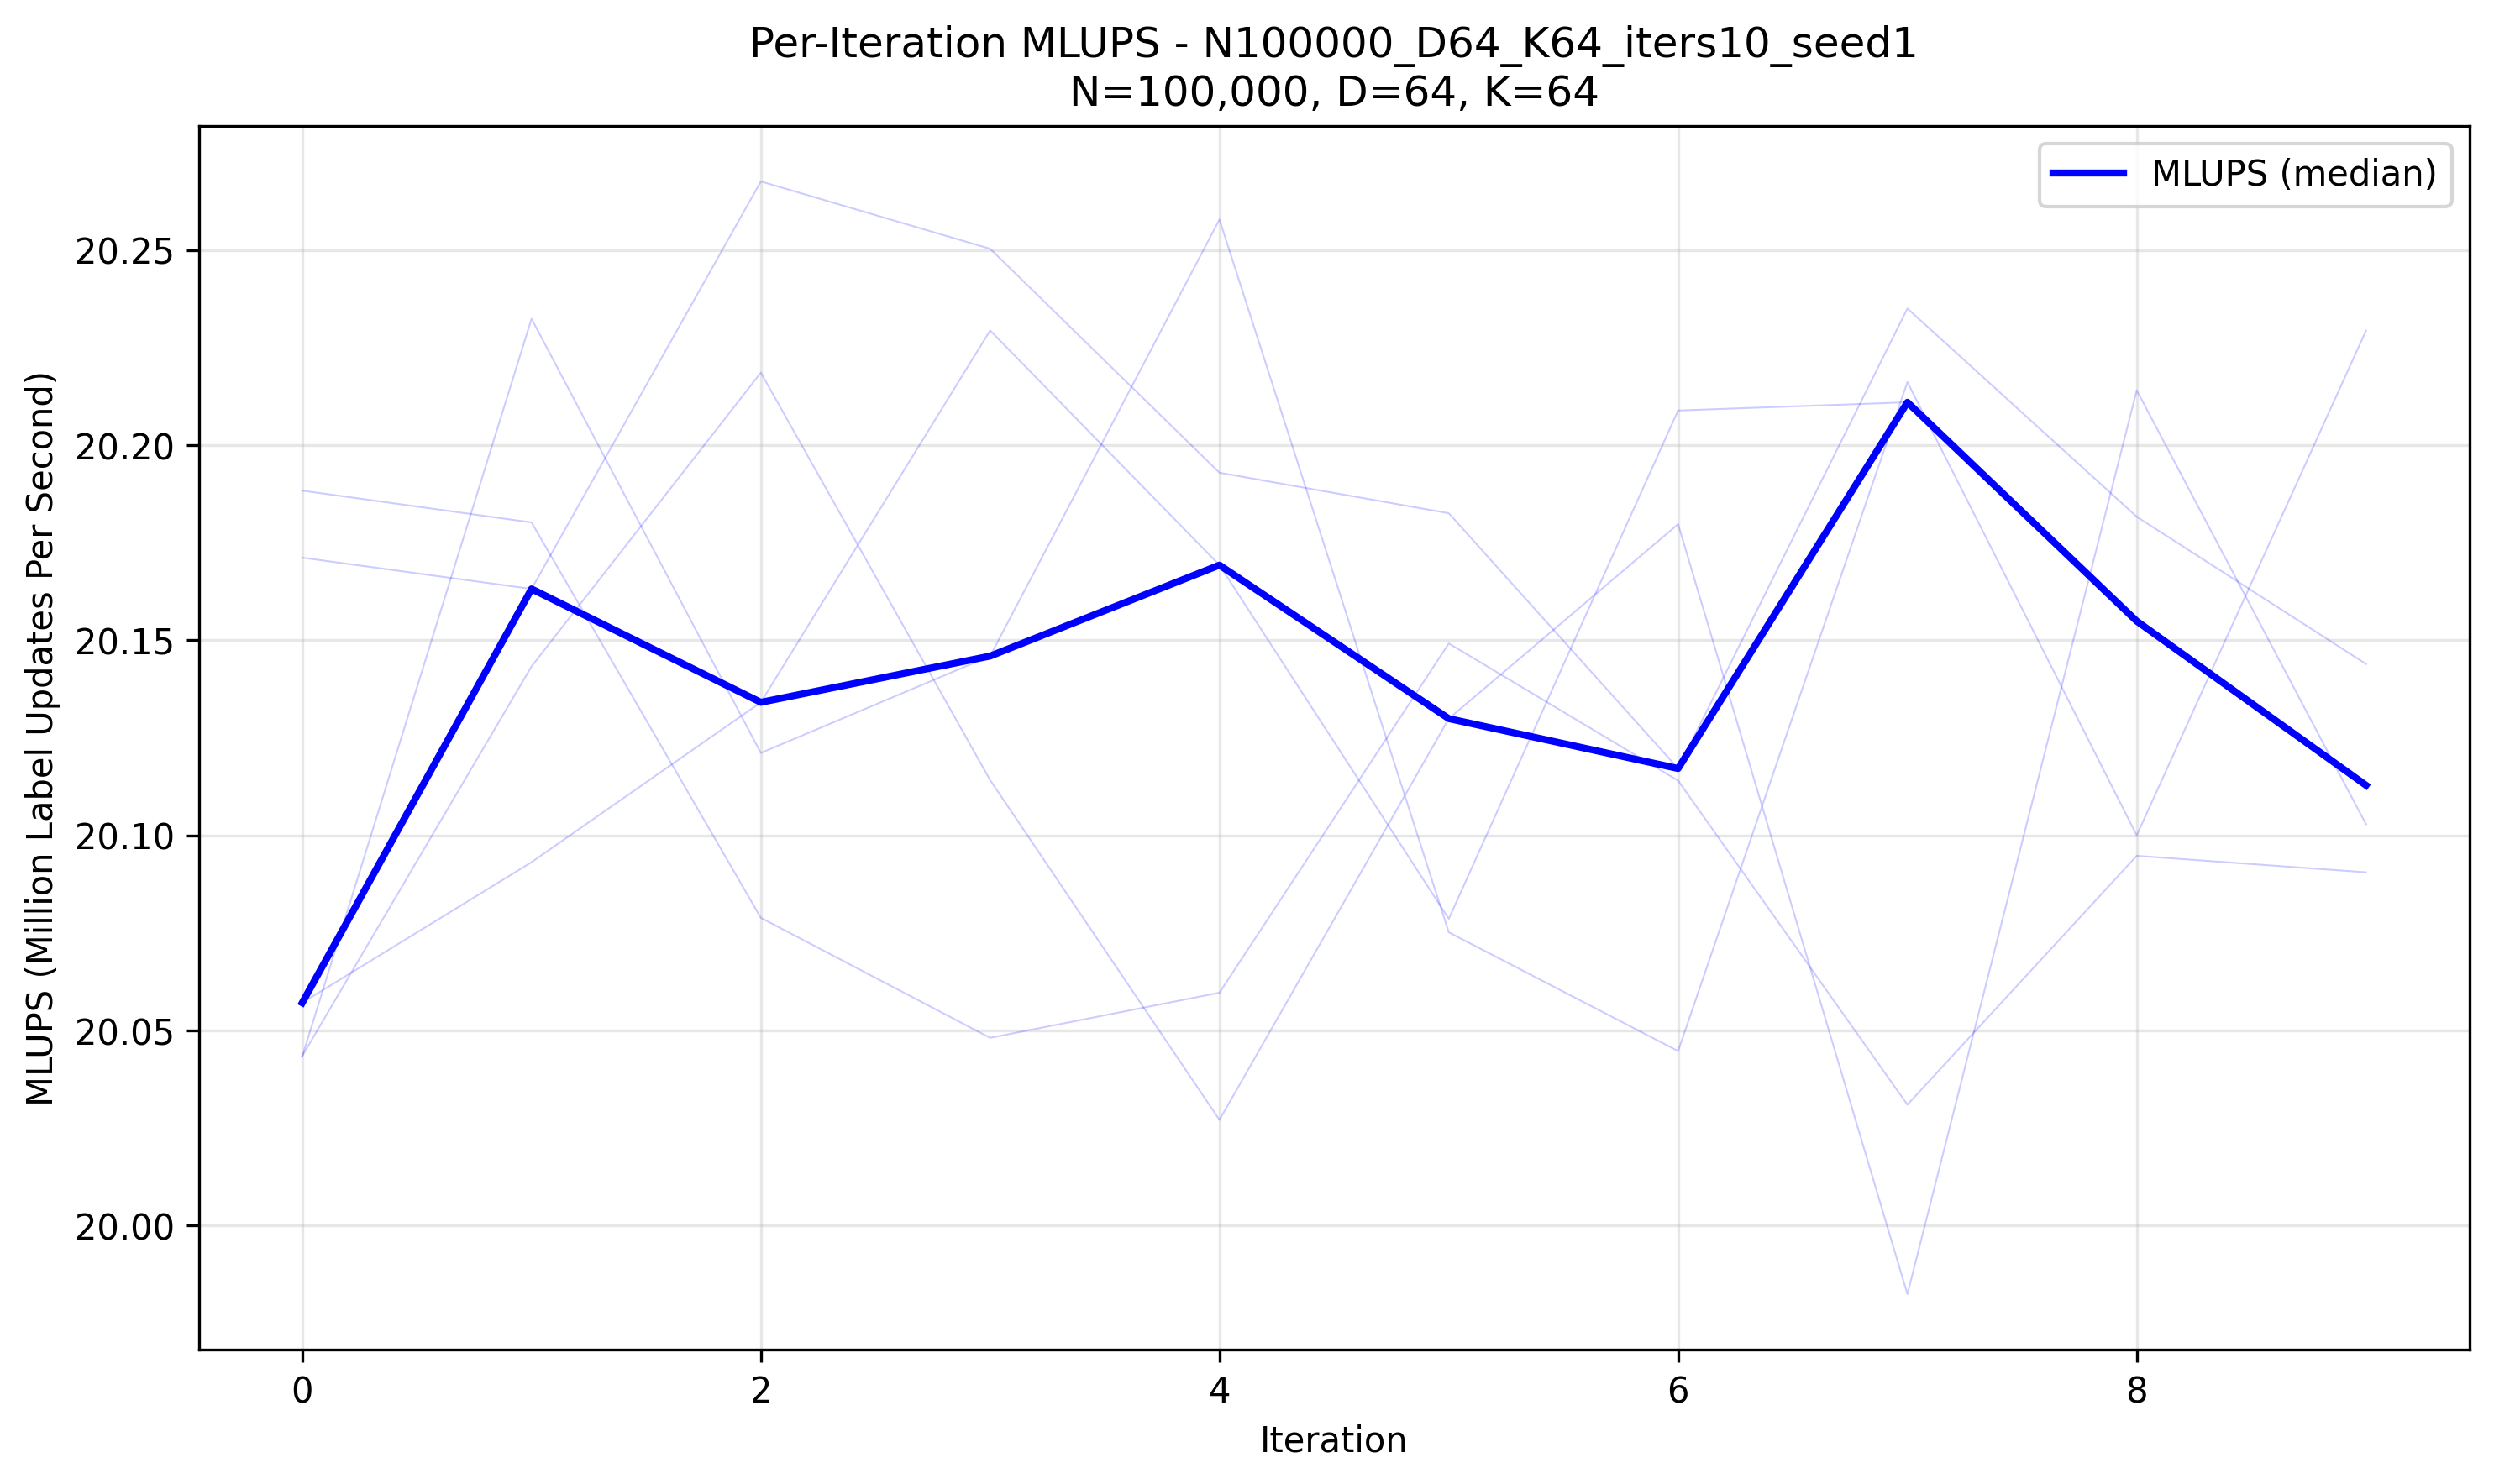 Per-Iteration MLUPS - N100000_D64_K64_iters10_seed1
N=100,000, D=64, K=64
MLUPS (median)
MLUPS (Million Label Updates Per Second)
20.25
20.20
20.15
20.10
20.05
20.00
0 2 4 6 8
Iteration